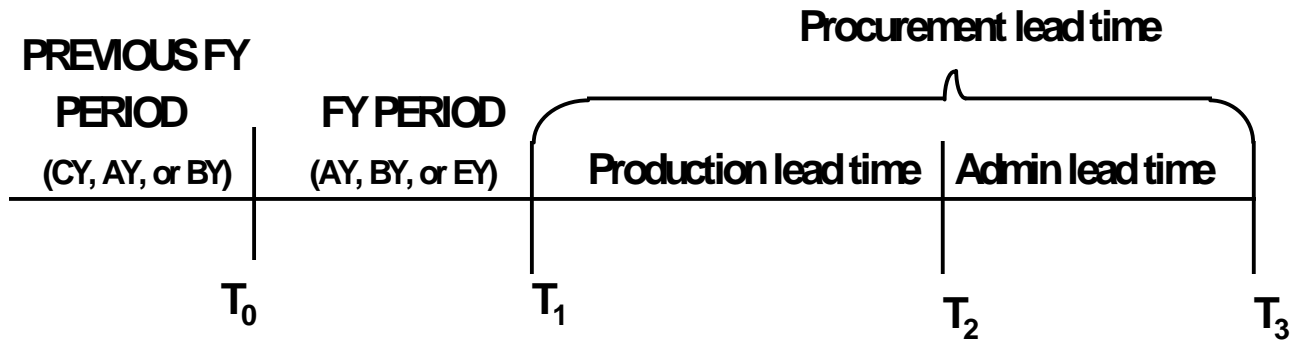 Procurement lead time
PREVIOUS FY
PERIOD
(CY, AY, or BY)
FY PERIOD
(AY, BY, or EY)
Production lead time
Admin lead time
T0
T1
T2
T3